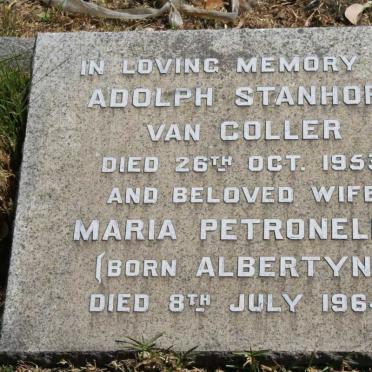 IN LOVING MEMORY
ADOLPH STANHOP
VAN COLLER
DIED 26TH OCT. 1953
AND BELOVED WIFE
MARIA PETRONEL
(BORN ALBERTYN
DIED 8TH JULY 196